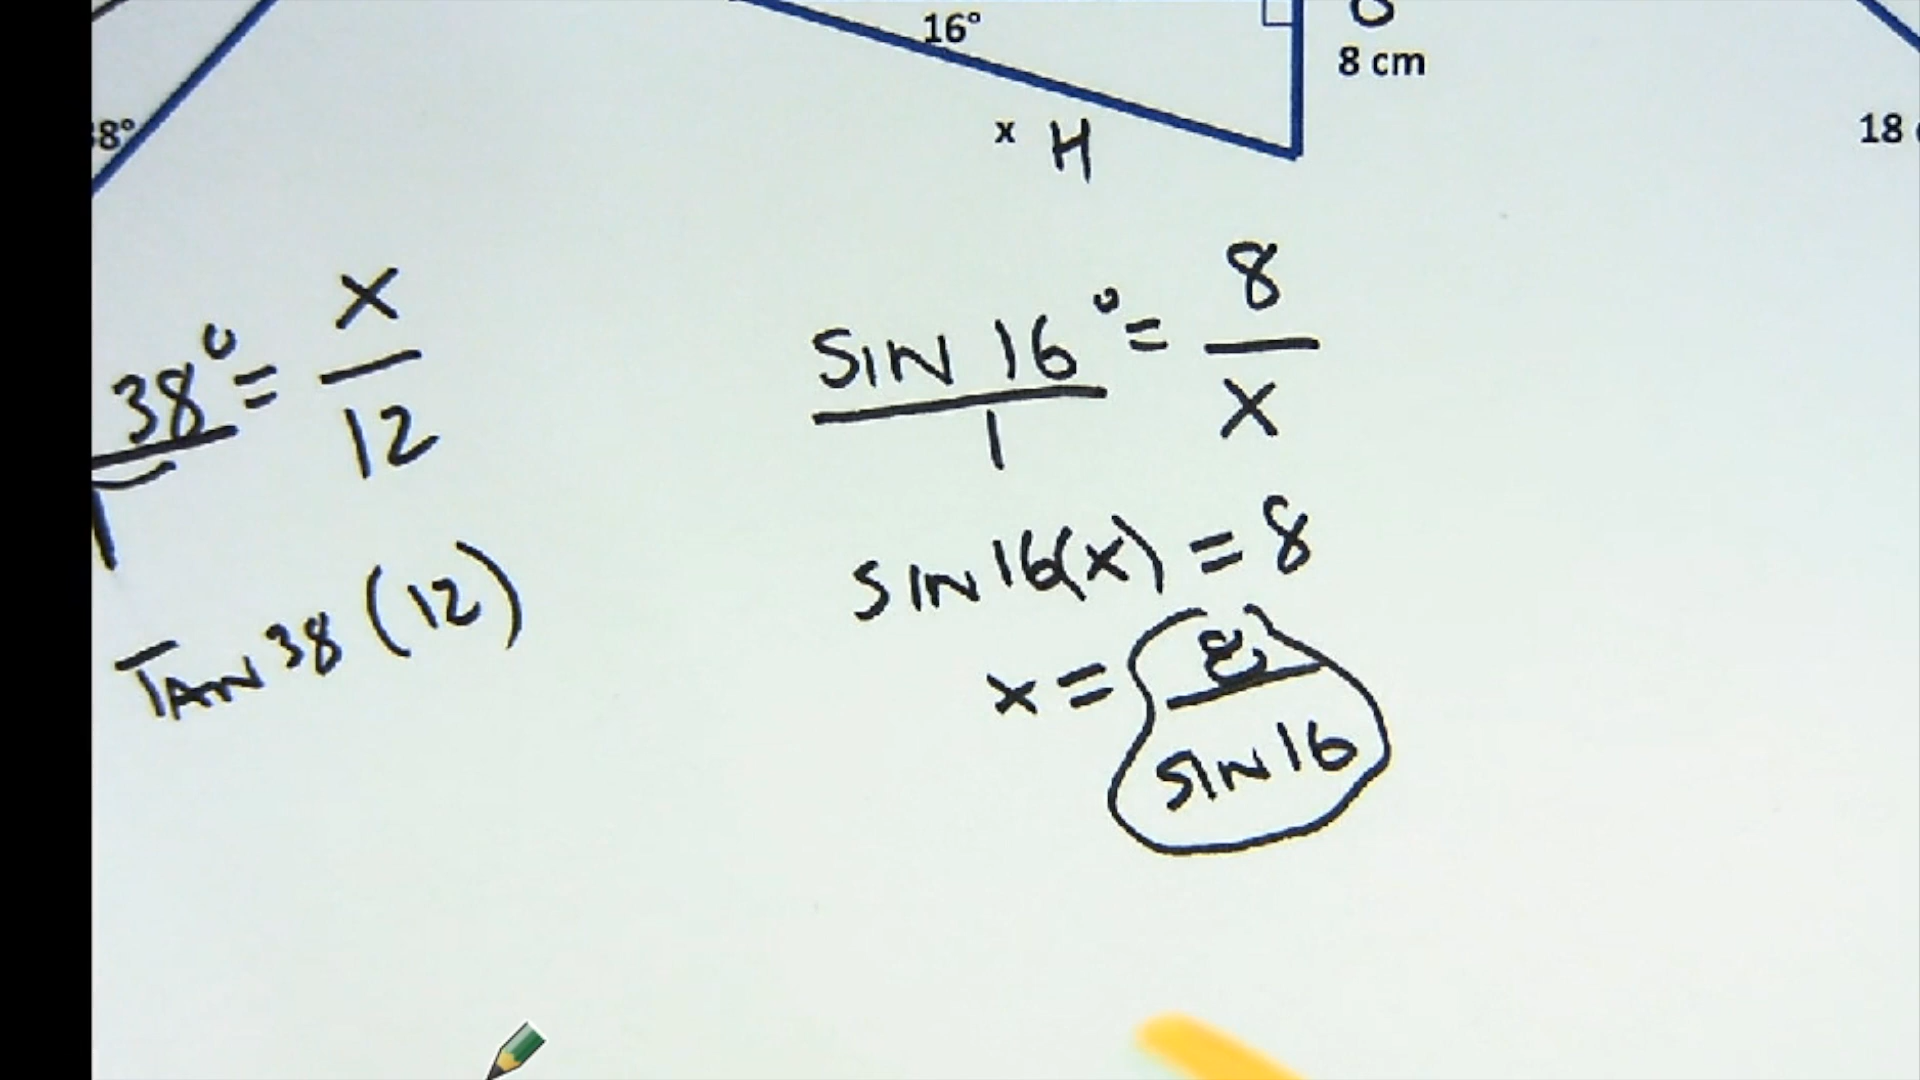 16°
O
8 cm
38°
x H
18
38° = x/12
1
TAN 38 (12)
SIN 16° / 1 = 8 / x
SIN 16 (x) = 8
x = 8 / SIN 16